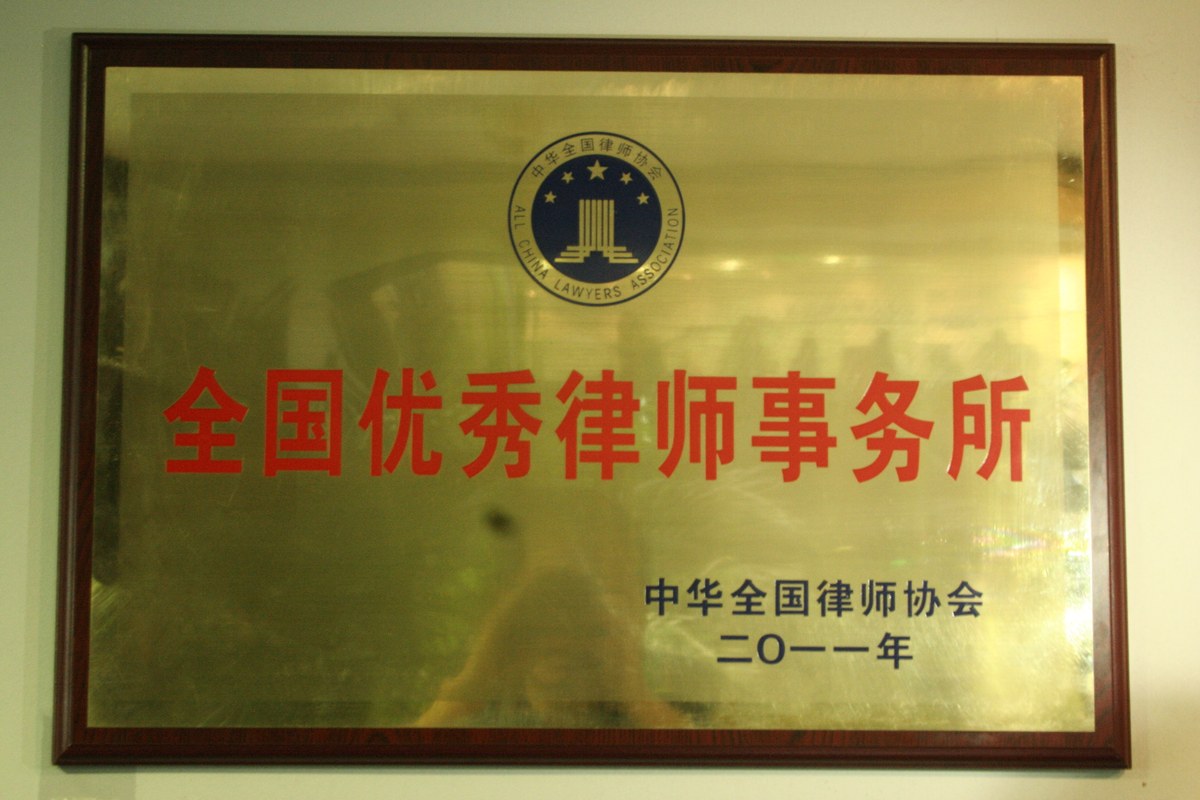 中华全国律师协会
ALL CHINA LAWYERS ASSOCIATION
全国优秀律师事务所
中华全国律师协会
二O一一年